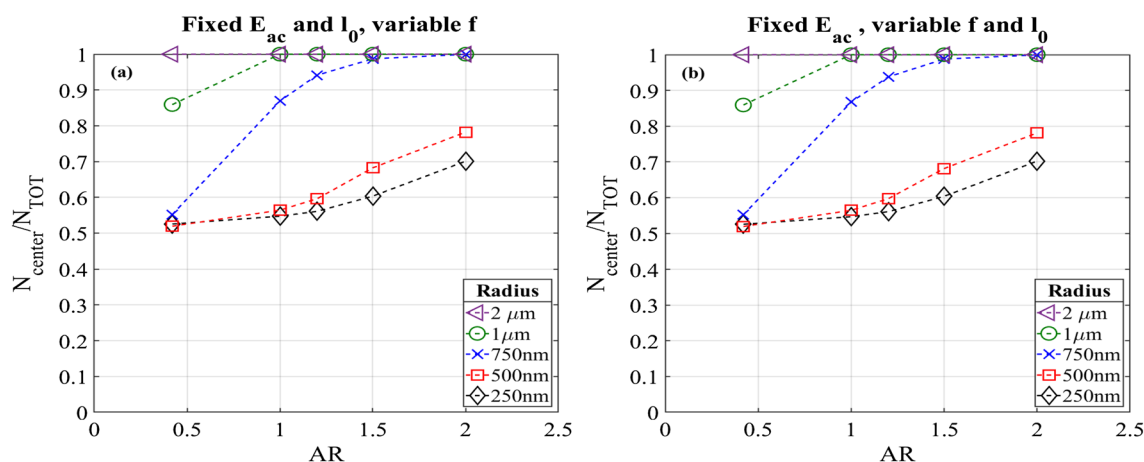 Fixed E_ac and l_0, variable f
(a)
N_center/N_TOT
1
0.9
0.8
0.7
0.6
0.5
0.4
0.3
0.2
0.1
0
0 0.5 1 1.5 2 2.5
AR
Radius
2 μm
1μm
750nm
500nm
250nm
Fixed E_ac , variable f and l_0
(b)
N_center/N_TOT
1
0.9
0.8
0.7
0.6
0.5
0.4
0.3
0.2
0.1
0
0 0.5 1 1.5 2 2.5
AR
Radius
2 μm
1μm
750nm
500nm
250nm